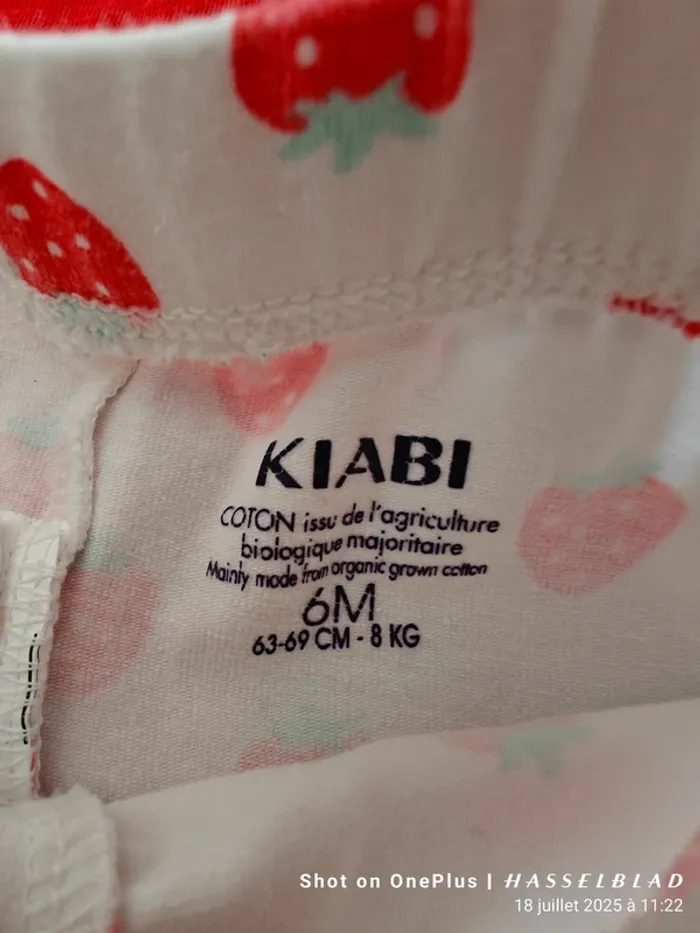 KIABI
COTON issu de l'agriculture
biologique majoritaire
Mainly made from organic grown cotton
6M
63-69 CM - 8 KG
Shot on OnePlus | HASSELBLAD
18 juillet 2025 à 11:22